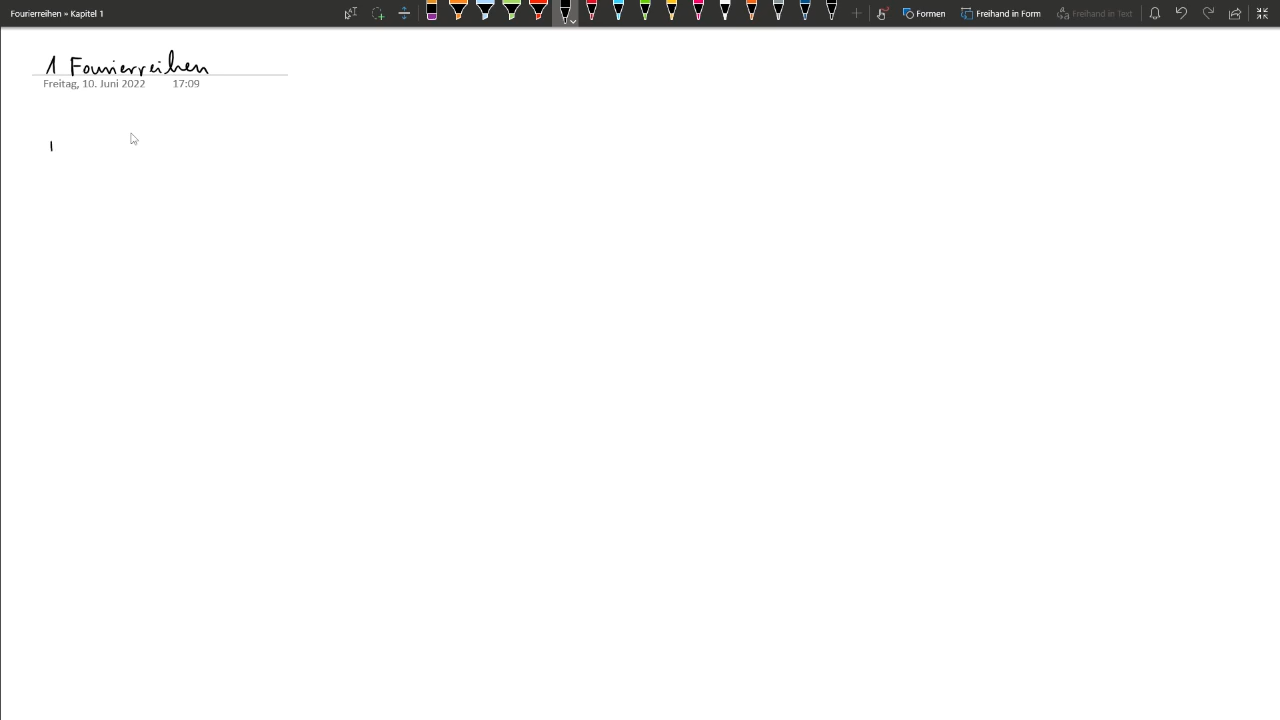 Fourierreihen » Kapitel 1 Formen Freihand in Form Freihand in Text
1 Fourierreihen
Freitag, 10. Juni 2022 17:09